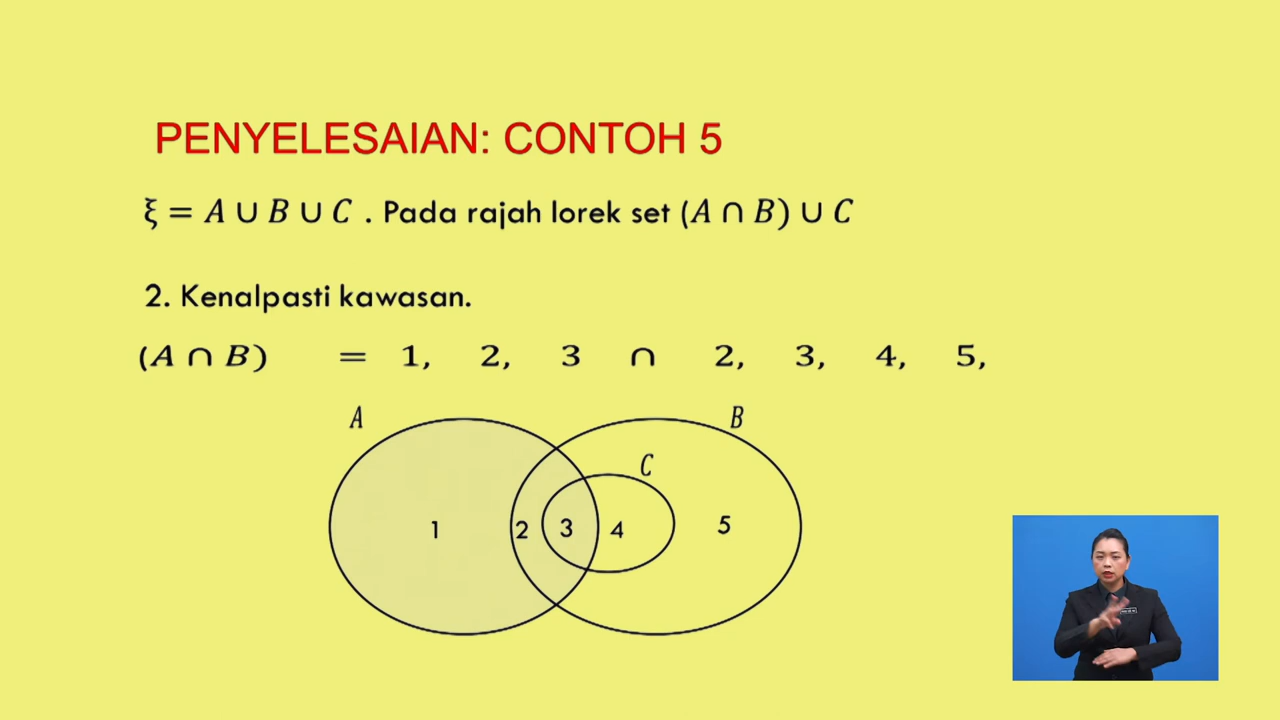 PENYELESAIAN: CONTOH 5
ξ = A ∪ B ∪ C . Pada rajah lorek set (A ∩ B) ∪ C
2. Kenalpasti kawasan.
(A ∩ B) = 1, 2, 3 ∩ 2, 3, 4, 5,
A B
C
1 2 3 4 5